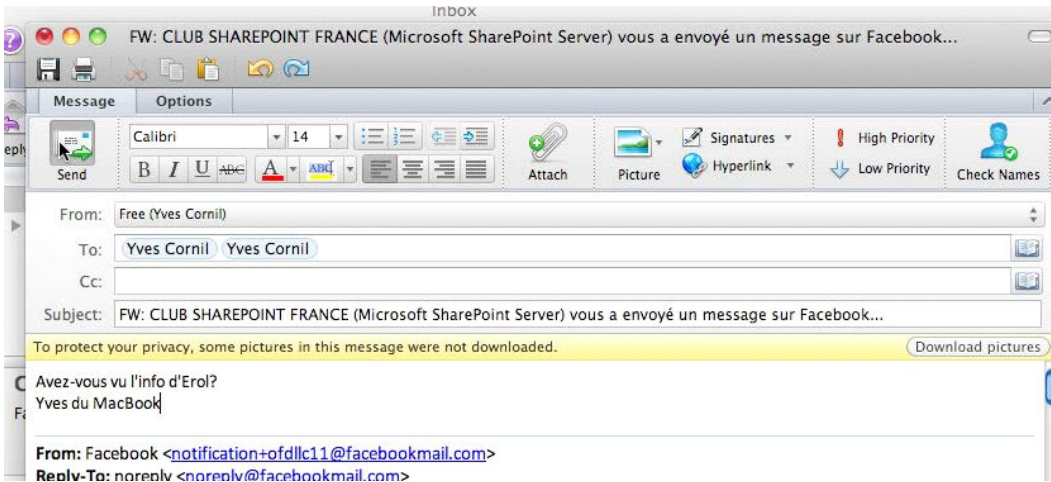 Inbox
FW: CLUB SHAREPOINT FRANCE (Microsoft SharePoint Server) vous a envoyé un message sur Facebook...
Message Options
Calibri 14 Signatures High Priority
B I U ABC A ABC Hyperlink Low Priority
Send Attach Picture Check Names
From: Free (Yves Cornil)
To: Yves Cornil Yves Cornil
Cc:
Subject: FW: CLUB SHAREPOINT FRANCE (Microsoft SharePoint Server) vous a envoyé un message sur Facebook...
To protect your privacy, some pictures in this message were not downloaded. Download pictures
Avez-vous vu l'info d'Erol?
Yves du MacBook
From: Facebook <notification+ofdllc11@facebookmail.com>
Reply-To: noreply <noreply@facebookmail.com>